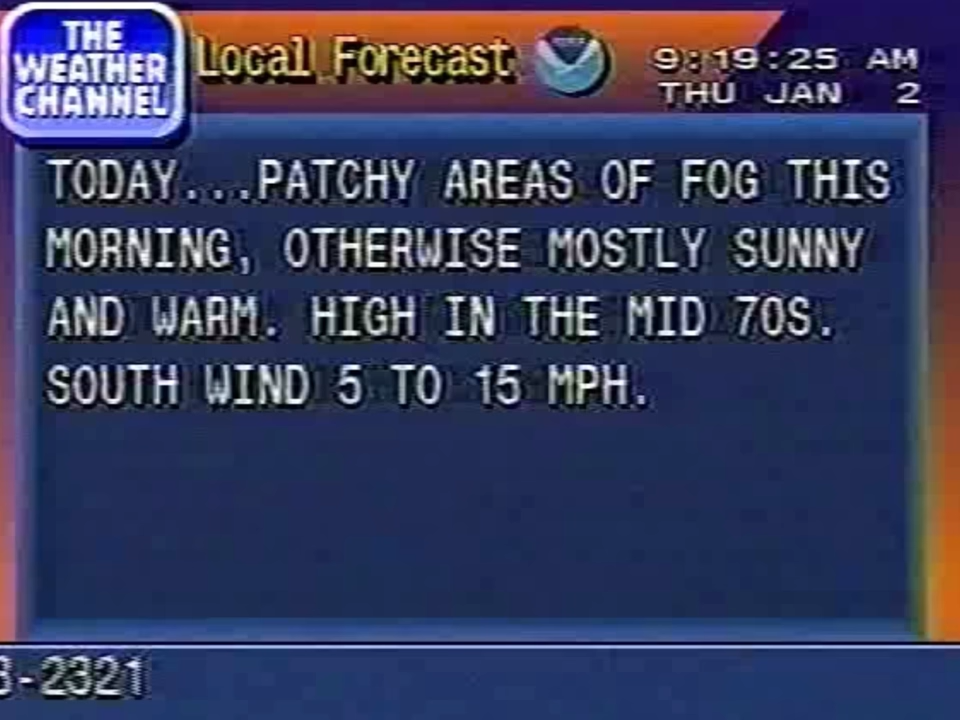 THE
WEATHER
CHANNEL
Local Forecast
9:19:25 AM
THU JAN 2
TODAY...PATCHY AREAS OF FOG THIS
MORNING, OTHERWISE MOSTLY SUNNY
AND WARM. HIGH IN THE MID 70S.
SOUTH WIND 5 TO 15 MPH.
-2321